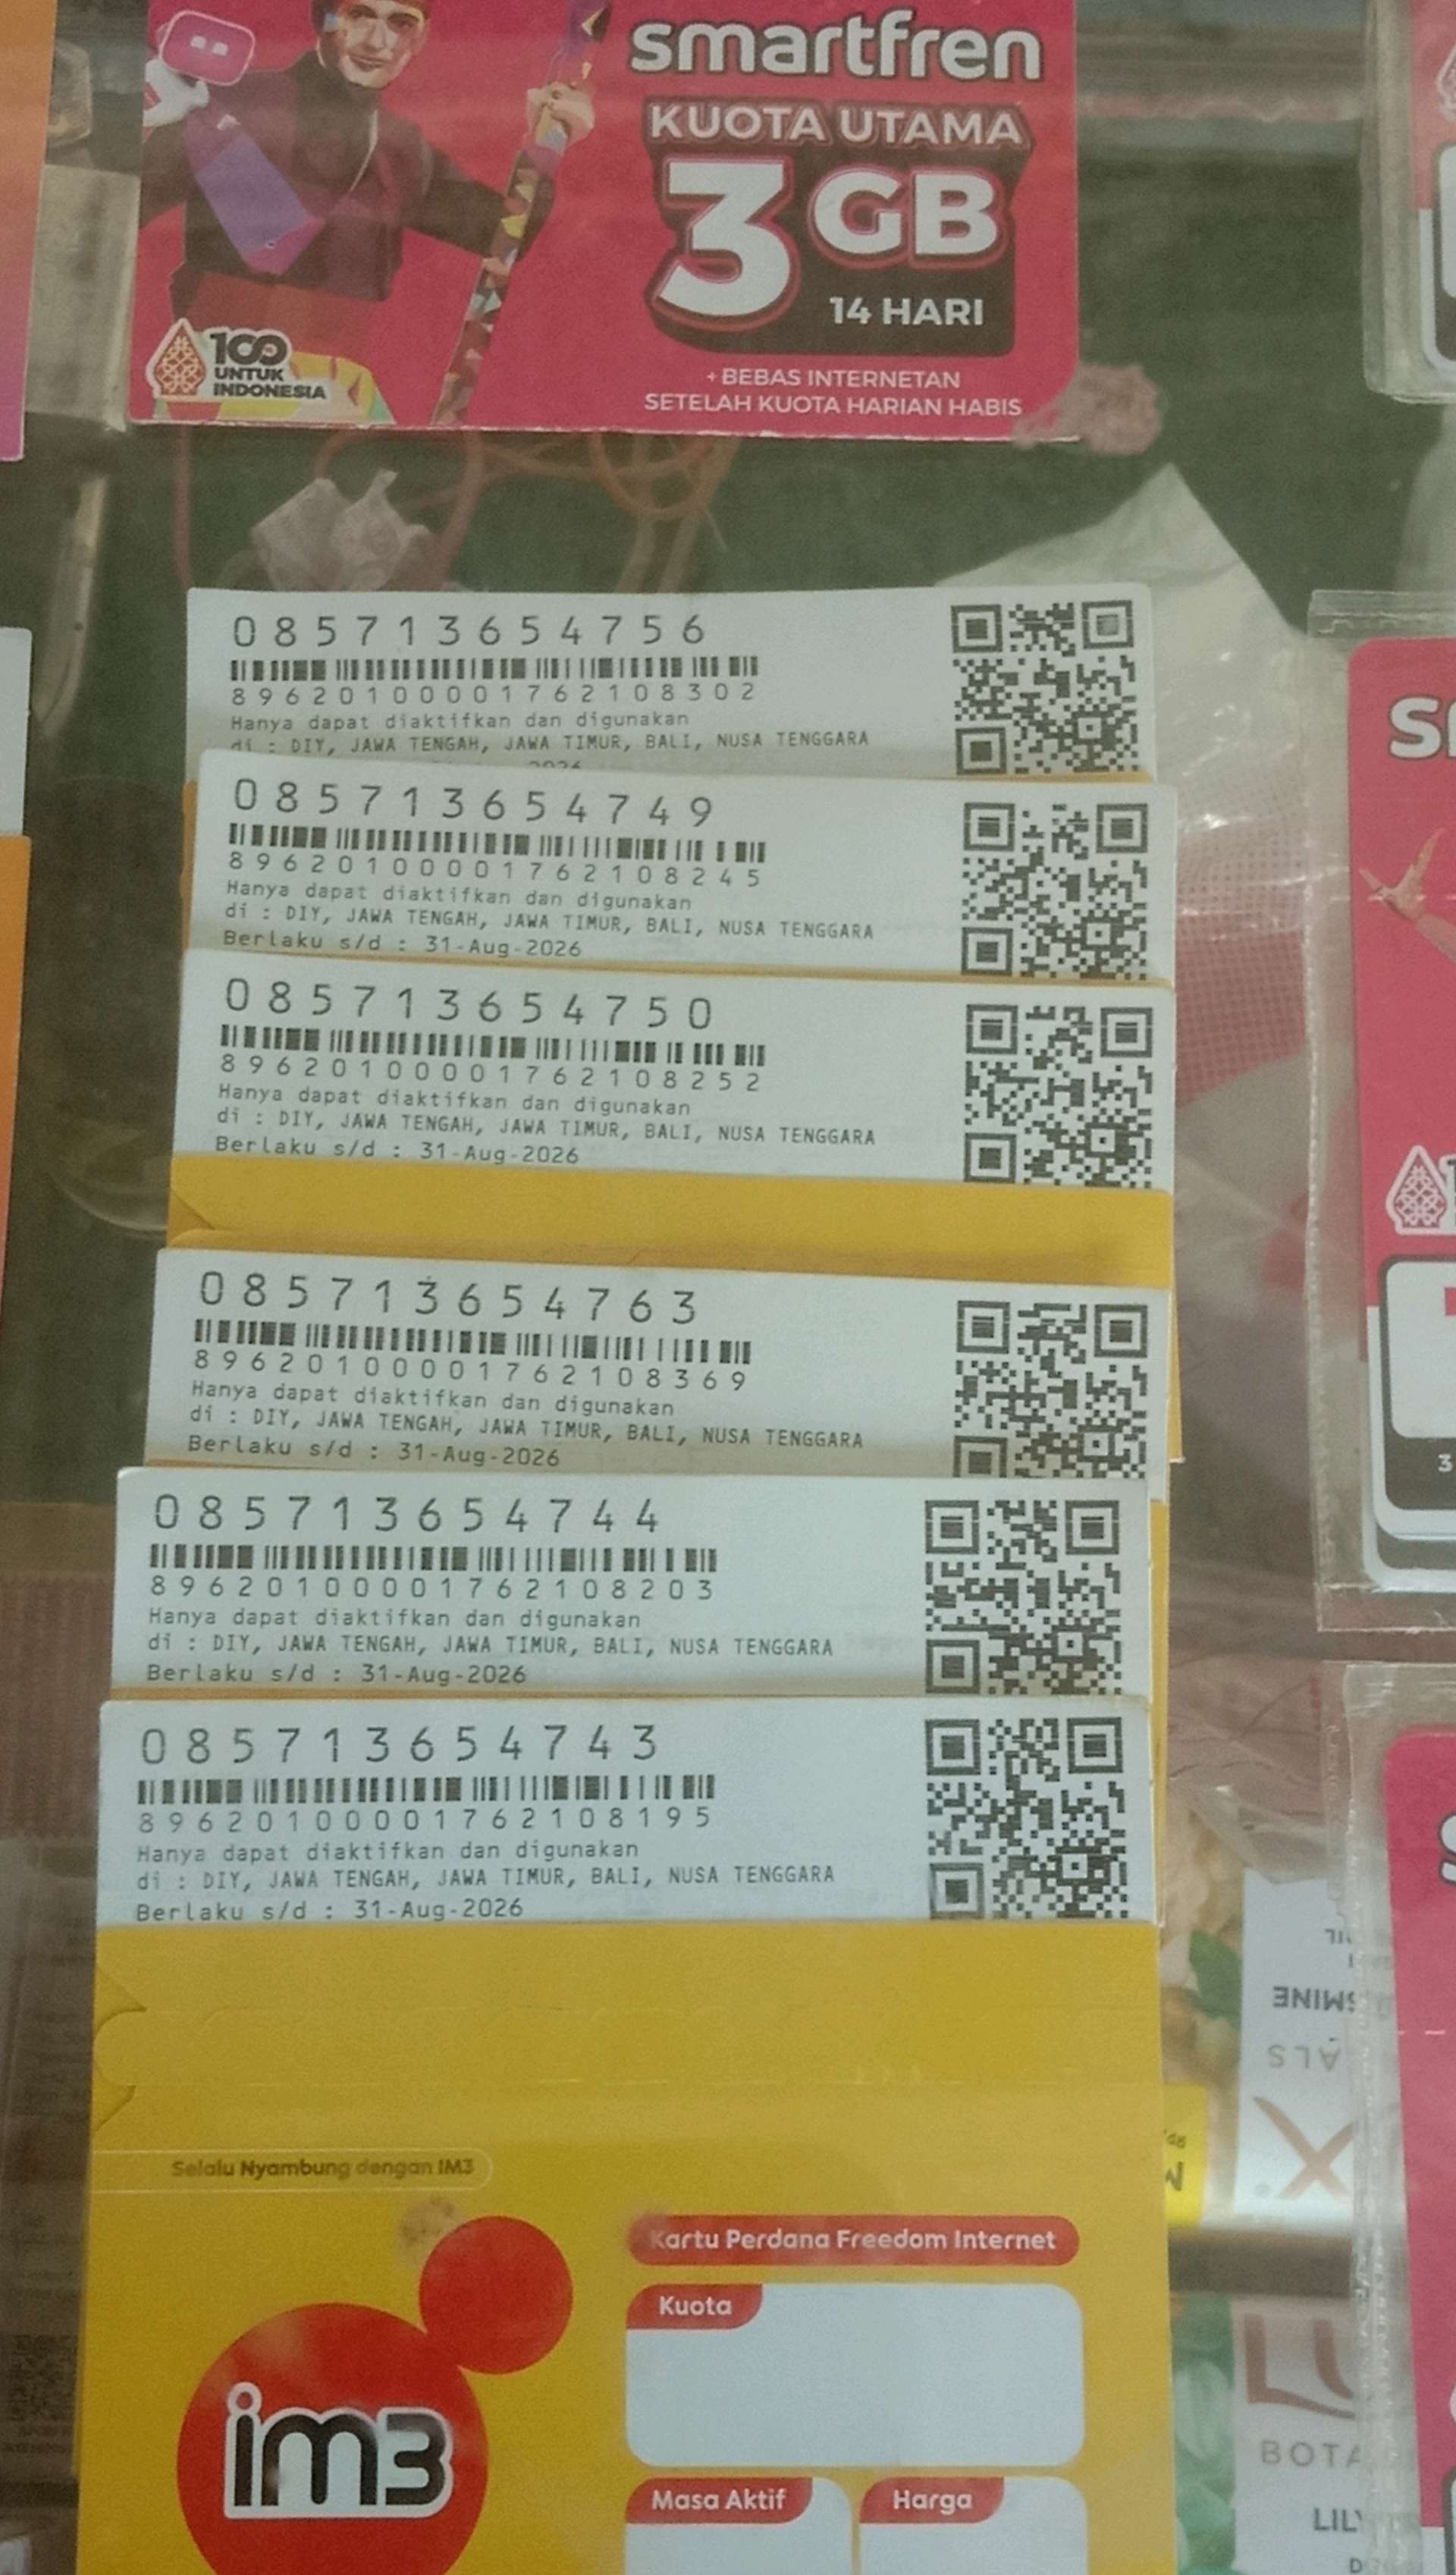 smartfren
KUOTA UTAMA
3 GB
14 HARI
+ BEBAS INTERNETAN
SETELAH KUOTA HARIAN HABIS
100
UNTUK
INDONESIA
085713654756
89620100001762108302
Hanya dapat diaktifkan dan digunakan
di : DIY, JAWA TENGAH, JAWA TIMUR, BALI, NUSA TENGGARA
2026
085713654749
89620100001762108245
Hanya dapat diaktifkan dan digunakan
di : DIY, JAWA TENGAH, JAWA TIMUR, BALI, NUSA TENGGARA
Berlaku s/d : 31-Aug-2026
085713654750
89620100001762108252
Hanya dapat diaktifkan dan digunakan
di : DIY, JAWA TENGAH, JAWA TIMUR, BALI, NUSA TENGGARA
Berlaku s/d : 31-Aug-2026
085713654763
89620100001762108369
Hanya dapat diaktifkan dan digunakan
di : DIY, JAWA TENGAH, JAWA TIMUR, BALI, NUSA TENGGARA
Berlaku s/d : 31-Aug-2026
085713654744
89620100001762108203
Hanya dapat diaktifkan dan digunakan
di : DIY, JAWA TENGAH, JAWA TIMUR, BALI, NUSA TENGGARA
Berlaku s/d : 31-Aug-2026
085713654743
89620100001762108195
Hanya dapat diaktifkan dan digunakan
di : DIY, JAWA TENGAH, JAWA TIMUR, BALI, NUSA TENGGARA
Berlaku s/d : 31-Aug-2026
Selalu Nyambung dengan IM3
Kartu Perdana Freedom Internet
Kuota
im3
Masa Aktif
Harga